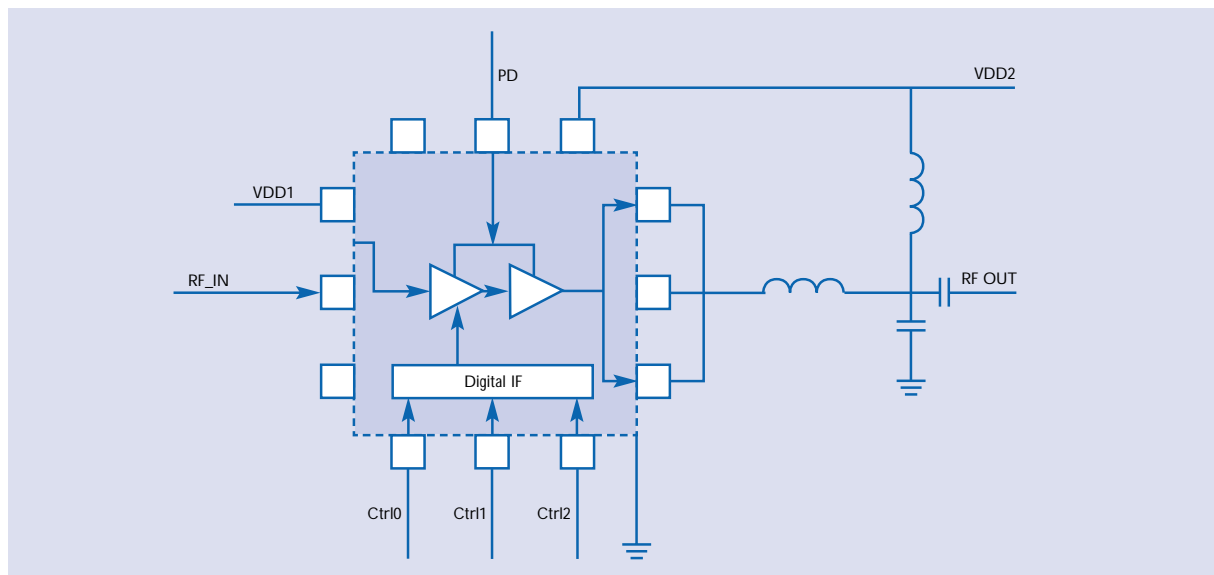 PD
VDD2
VDD1
RF_IN
RF OUT
Digital IF
Ctrl0
Ctrl1
Ctrl2